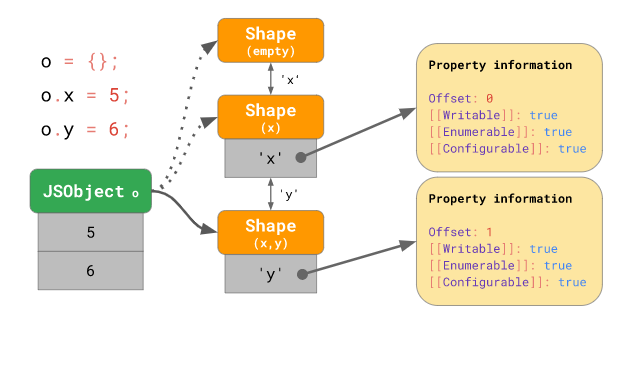 o = {};
o.x = 5;
o.y = 6;
JSObject o
5
6
Shape
(empty)
'x'
Shape
(x)
'x'
'y'
Shape
(x,y)
'y'
Property information
Offset: 0
[[Writable]]: true
[[Enumerable]]: true
[[Configurable]]: true
Property information
Offset: 1
[[Writable]]: true
[[Enumerable]]: true
[[Configurable]]: true